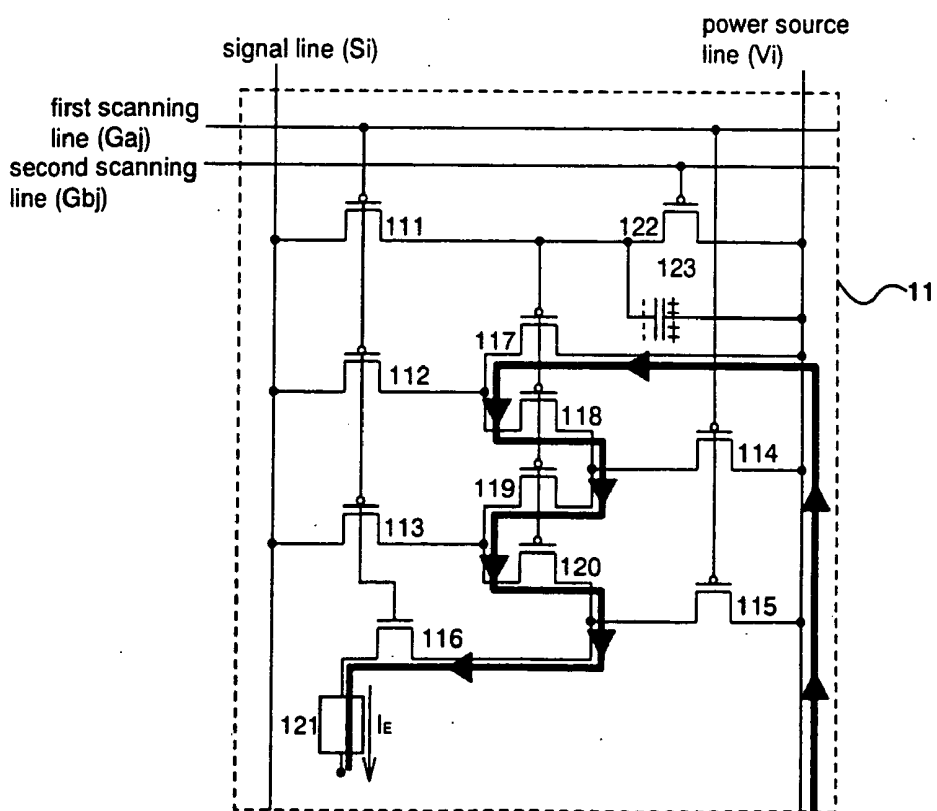 power source
line (Vi)
signal line (Si)
first scanning
line (Gaj)
second scanning
line (Gbj)
111
122
123
11
117
112
118
114
119
113
120
115
116
121
IE